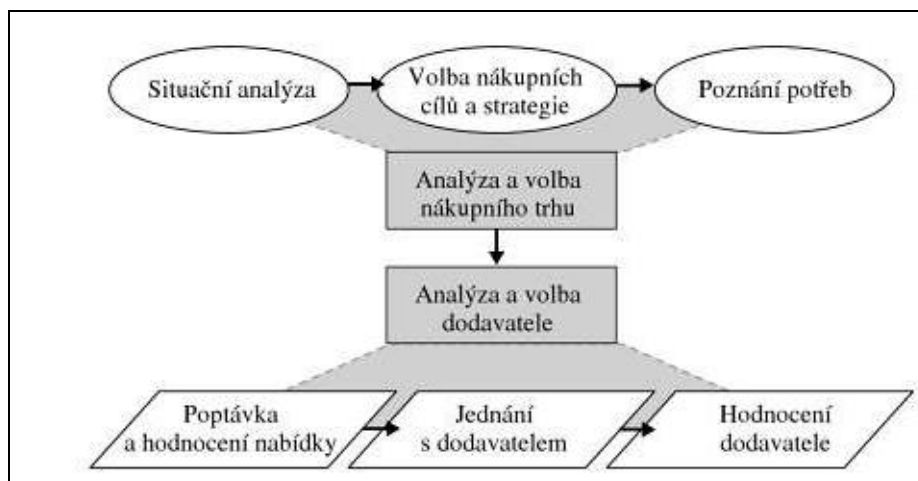 Situační analýza
Volba nákupních
cílů a strategie
Poznání potřeb
Analýza a volba
nákupního trhu
Analýza a volba
dodavatele
Poptávka
a hodnocení nabídky
Jednání
s dodavatelem
Hodnocení
dodavatele